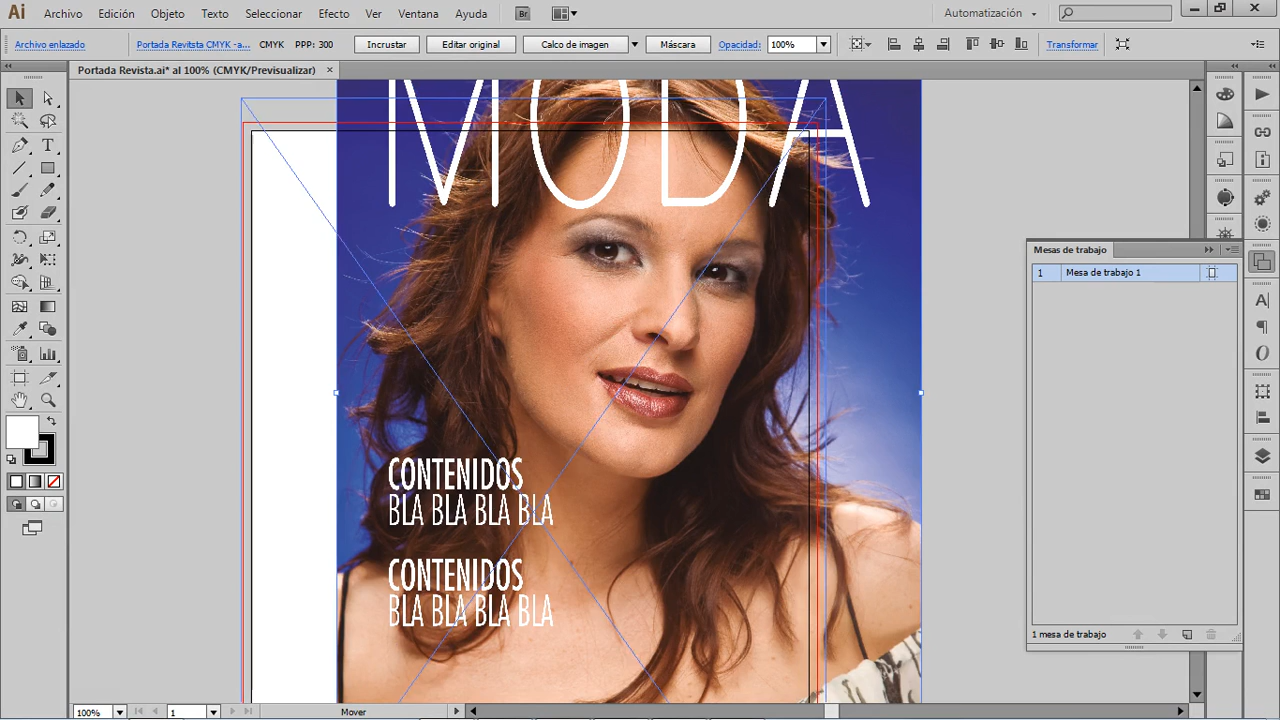 Ai
Archivo Edición Objeto Texto Seleccionar Efecto Ver Ventana Ayuda Br Automatización
Archivo enlazado Portada Revitsta CMYK -a... CMYK PPP: 300 Incrustar Editar original Calco de imagen Máscara Opacidad: 100% Transformar
Portada Revista.ai* al 100% (CMYK/Previsualizar) ×
MODA
Mesas de trabajo
1 Mesa de trabajo 1
CONTENIDOS
BLA BLA BLA BLA
CONTENIDOS
BLA BLA BLA BLA
1 mesa de trabajo
100% 1 Mover